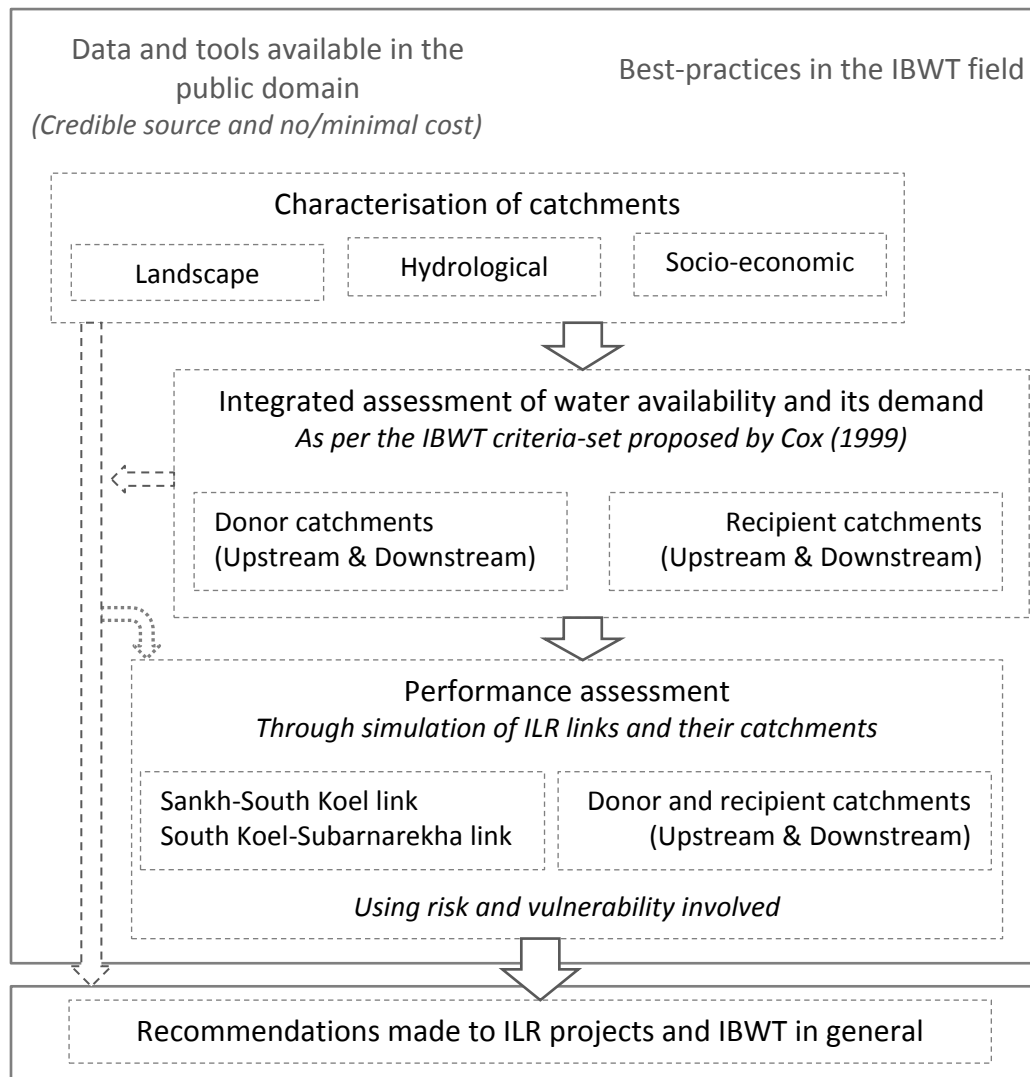 Data and tools available in the
public domain
(Credible source and no/minimal cost)
Best-practices in the IBWT field
Characterisation of catchments
Landscape
Hydrological
Socio-economic
Integrated assessment of water availability and its demand
As per the IBWT criteria-set proposed by Cox (1999)
Donor catchments
(Upstream & Downstream)
Recipient catchments
(Upstream & Downstream)
Performance assessment
Through simulation of ILR links and their catchments
Sankh-South Koel link
South Koel-Subarnarekha link
Donor and recipient catchments
(Upstream & Downstream)
Using risk and vulnerability involved
Recommendations made to ILR projects and IBWT in general